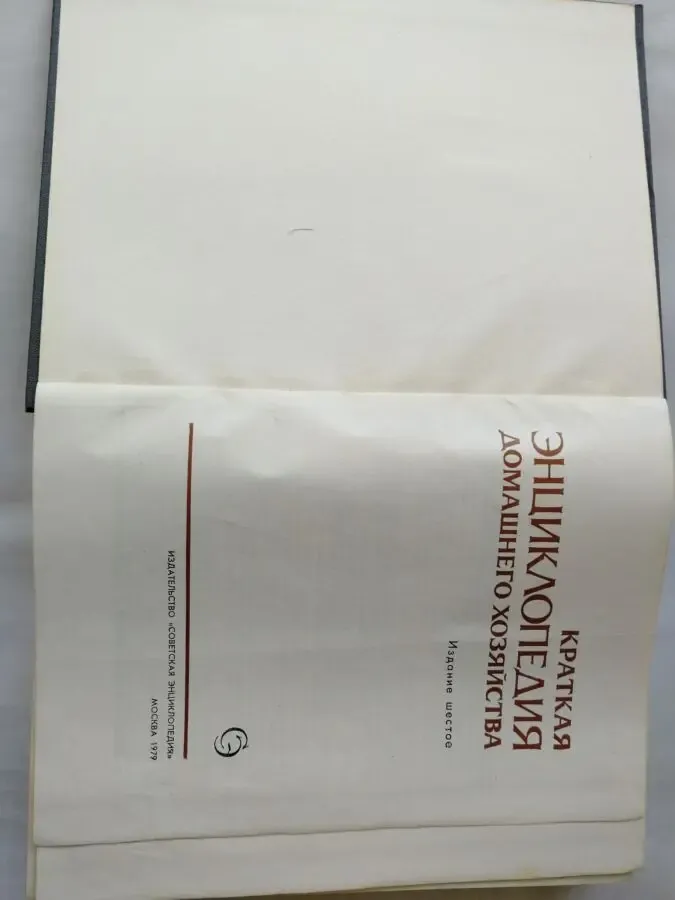 КРАТКАЯ
ЭНЦИКЛОПЕДИЯ
ДОМАШНЕГО ХОЗЯЙСТВА
Издание шестое
ИЗДАТЕЛЬСТВО «СОВЕТСКАЯ ЭНЦИКЛОПЕДИЯ»
МОСКВА 1979